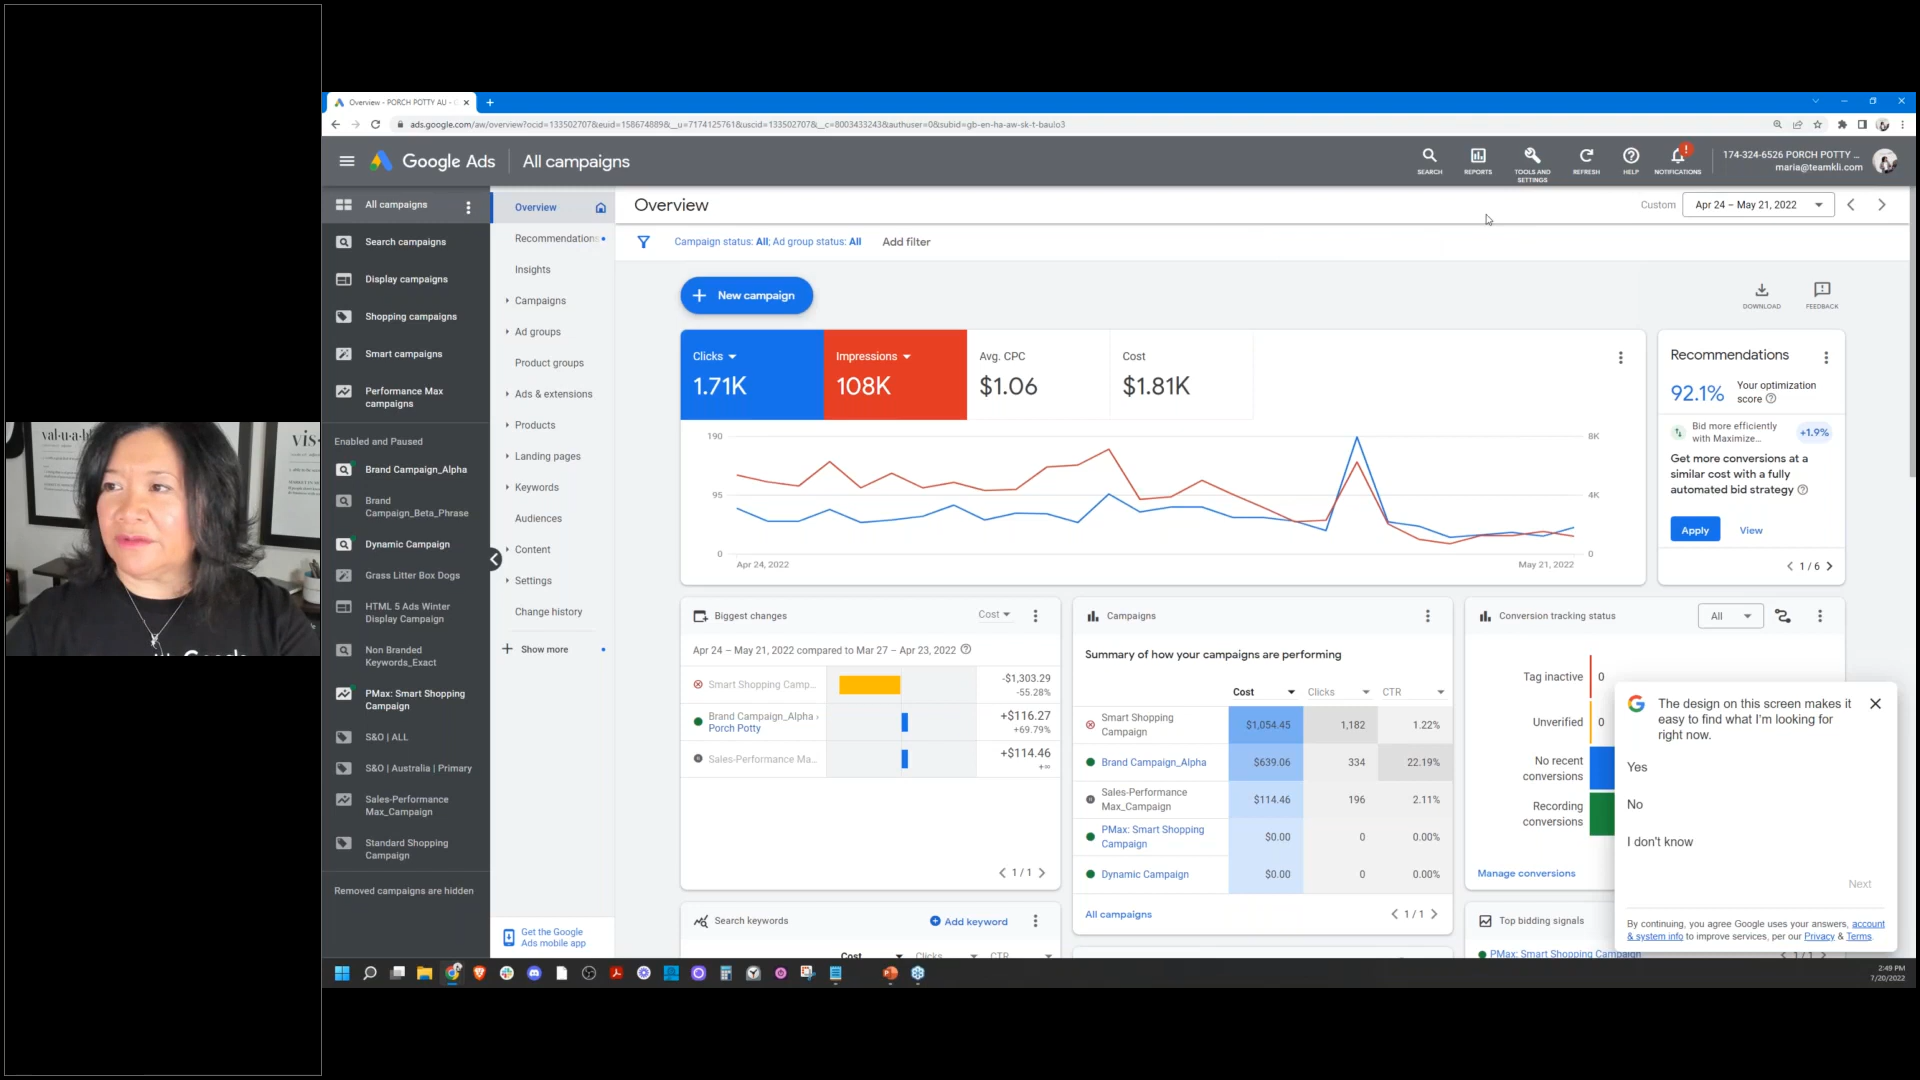 Overview - PORCH POTTY AU -
ads.google.com/aw/overview?ocid=133502707&euid=158674889&__u=7174125761&uscid=133502707&__c=8003433243&authuser=0&subid=gb-en-ha-aw-sk-t-baulo3
Google Ads
All campaigns
SEARCH
REPORTS
TOOLS AND SETTINGS
REFRESH
HELP
!
NOTIFICATIONS
174-324-6526 PORCH POTTY ...
maria@teamkli.com
All campaigns
Search campaigns
Display campaigns
Shopping campaigns
Smart campaigns
Performance Max
campaigns
Enabled and Paused
Brand Campaign_Alpha
Brand
Campaign_Beta_Phrase
Dynamic Campaign
Grass Litter Box Dogs
HTML 5 Ads Winter
Display Campaign
Non Branded
Keywords_Exact
PMax: Smart Shopping
Campaign
S&O | ALL
S&O | Australia | Primary
Sales-Performance
Max_Campaign
Standard Shopping
Campaign
Removed campaigns are hidden
Overview
Recommendations
Insights
Campaigns
Ad groups
Product groups
Ads & extensions
Products
Landing pages
Keywords
Audiences
Content
Settings
Change history
Show more
Get the Google
Ads mobile app
Overview
Custom
Apr 24 – May 21, 2022
Campaign status: All; Ad group status: All
Add filter
New campaign
DOWNLOAD
FEEDBACK
Clicks
1.71K
Impressions
108K
Avg. CPC
$1.06
Cost
$1.81K
190
95
0
8K
4K
0
Apr 24, 2022
May 21, 2022
Recommendations
92.1%
Your optimization
score
Bid more efficiently
with Maximize...
+1.9%
Get more conversions at a
similar cost with a fully
automated bid strategy
Apply
View
1 / 6
Biggest changes
Cost
Apr 24 – May 21, 2022 compared to Mar 27 – Apr 23, 2022
Smart Shopping Camp...
-$1,303.29
-55.28%
Brand Campaign_Alpha ›
Porch Potty
+$116.27
+69.79%
Sales-Performance Ma...
+$114.46
+∞
1 / 1
Campaigns
Summary of how your campaigns are performing
Cost
Clicks
CTR
Smart Shopping
Campaign
$1,054.45
1,182
1.22%
Brand Campaign_Alpha
$639.06
334
22.19%
Sales-Performance
Max_Campaign
$114.46
196
2.11%
PMax: Smart Shopping
Campaign
$0.00
0
0.00%
Dynamic Campaign
$0.00
0
0.00%
All campaigns
1 / 1
Conversion tracking status
All
Tag inactive
0
Unverified
0
No recent
conversions
Recording
conversions
Manage conversions
Search keywords
Add keyword
Cost
Clicks
CTR
Top bidding signals
PMax: Smart Shopping Campaign
1 / 1
The design on this screen makes it
easy to find what I'm looking for
right now.
Yes
No
I don't know
Next
By continuing, you agree Google uses your answers, account
& system info to improve services, per our Privacy & Terms.
2:49 PM
7/20/2022